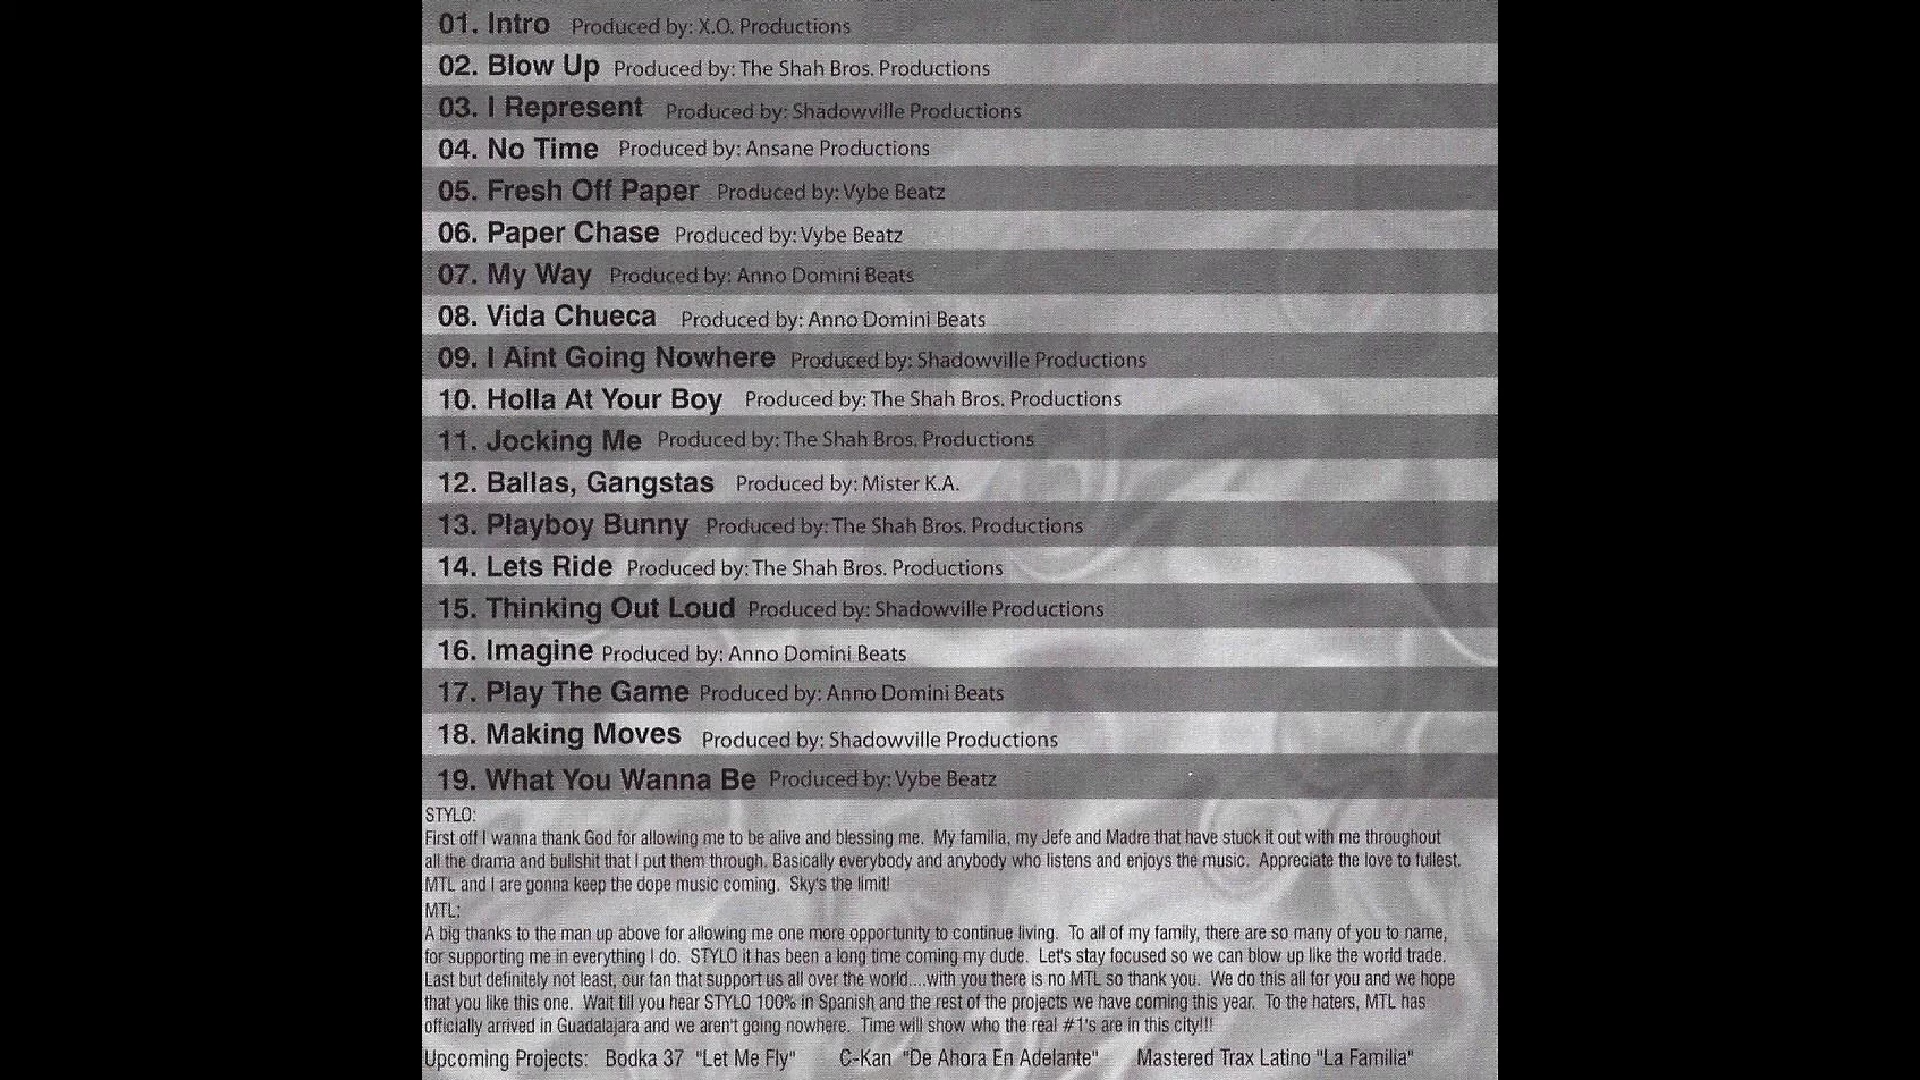 01. Intro Produced by: X.O. Productions
02. Blow Up Produced by: The Shah Bros. Productions
03. I Represent Produced by: Shadowville Productions
04. No Time Produced by: Ansane Productions
05. Fresh Off Paper Produced by: Vybe Beatz
06. Paper Chase Produced by: Vybe Beatz
07. My Way Produced by: Anno Domini Beats
08. Vida Chueca Produced by: Anno Domini Beats
09. I Aint Going Nowhere Produced by: Shadowville Productions
10. Holla At Your Boy Produced by: The Shah Bros. Productions
11. Jocking Me Produced by: The Shah Bros. Productions
12. Ballas, Gangstas Produced by: Mister K.A.
13. Playboy Bunny Produced by: The Shah Bros. Productions
14. Lets Ride Produced by: The Shah Bros. Productions
15. Thinking Out Loud Produced by: Shadowville Productions
16. Imagine Produced by: Anno Domini Beats
17. Play The Game Produced by: Anno Domini Beats
18. Making Moves Produced by: Shadowville Productions
19. What You Wanna Be Produced by: Vybe Beatz
STYLO:
First off I wanna thank God for allowing me to be alive and blessing me. My familia, my Jefe and Madre that have stuck it out with me throughout
all the drama and bullshit that I put them through. Basically everybody and anybody who listens and enjoys the music. Appreciate the love to fullest.
MTL and I are gonna keep the dope music coming. Sky's the limit!
MTL:
A big thanks to the man up above for allowing me one more opportunity to continue living. To all of my family, there are so many of you to name,
for supporting me in everything I do. STYLO it has been a long time coming my dude. Let's stay focused so we can blow up like the world trade.
Last but definitely not least, our fan that support us all over the world....with you there is no MTL so thank you. We do this all for you and we hope
that you like this one. Wait till you hear STYLO 100% in Spanish and the rest of the projects we have coming this year. To the haters, MTL has
officially arrived in Guadalajara and we aren't going nowhere. Time will show who the real #1's are in this city!!!
Upcoming Projects: Bodka 37 "Let Me Fly" C-Kan "De Ahora En Adelante" Mastered Trax Latino "La Familia"